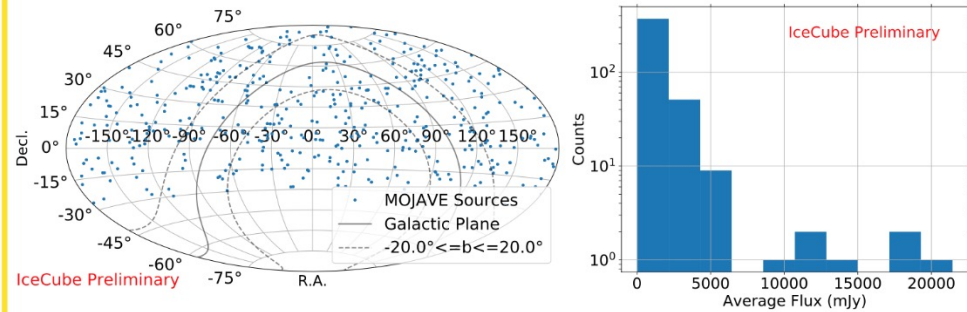 75°
60°
45°
30°
15°
0°
-15°
-30°
-45°
-60°
-75°
Decl.
-150°-120°-90° -60° -30° 0° 30° 60° 90° 120° 150°
MOJAVE Sources
Galactic Plane
-20.0°<=b<=20.0°
R.A.
IceCube Preliminary
IceCube Preliminary
Counts
10²
10¹
10⁰
0 5000 10000 15000 20000
Average Flux (mJy)